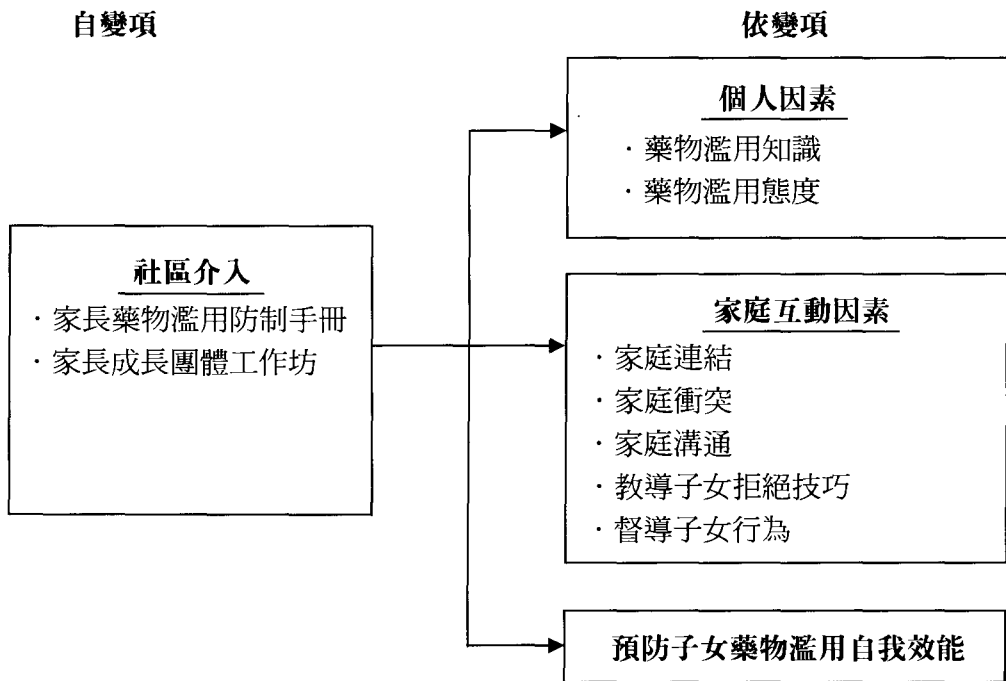 自變項
依變項
個人因素
·藥物濫用知識
·藥物濫用態度
社區介入
·家長藥物濫用防制手冊
·家長成長團體工作坊
家庭互動因素
·家庭連結
·家庭衝突
·家庭溝通
·教導子女拒絕技巧
·督導子女行為
預防子女藥物濫用自我效能